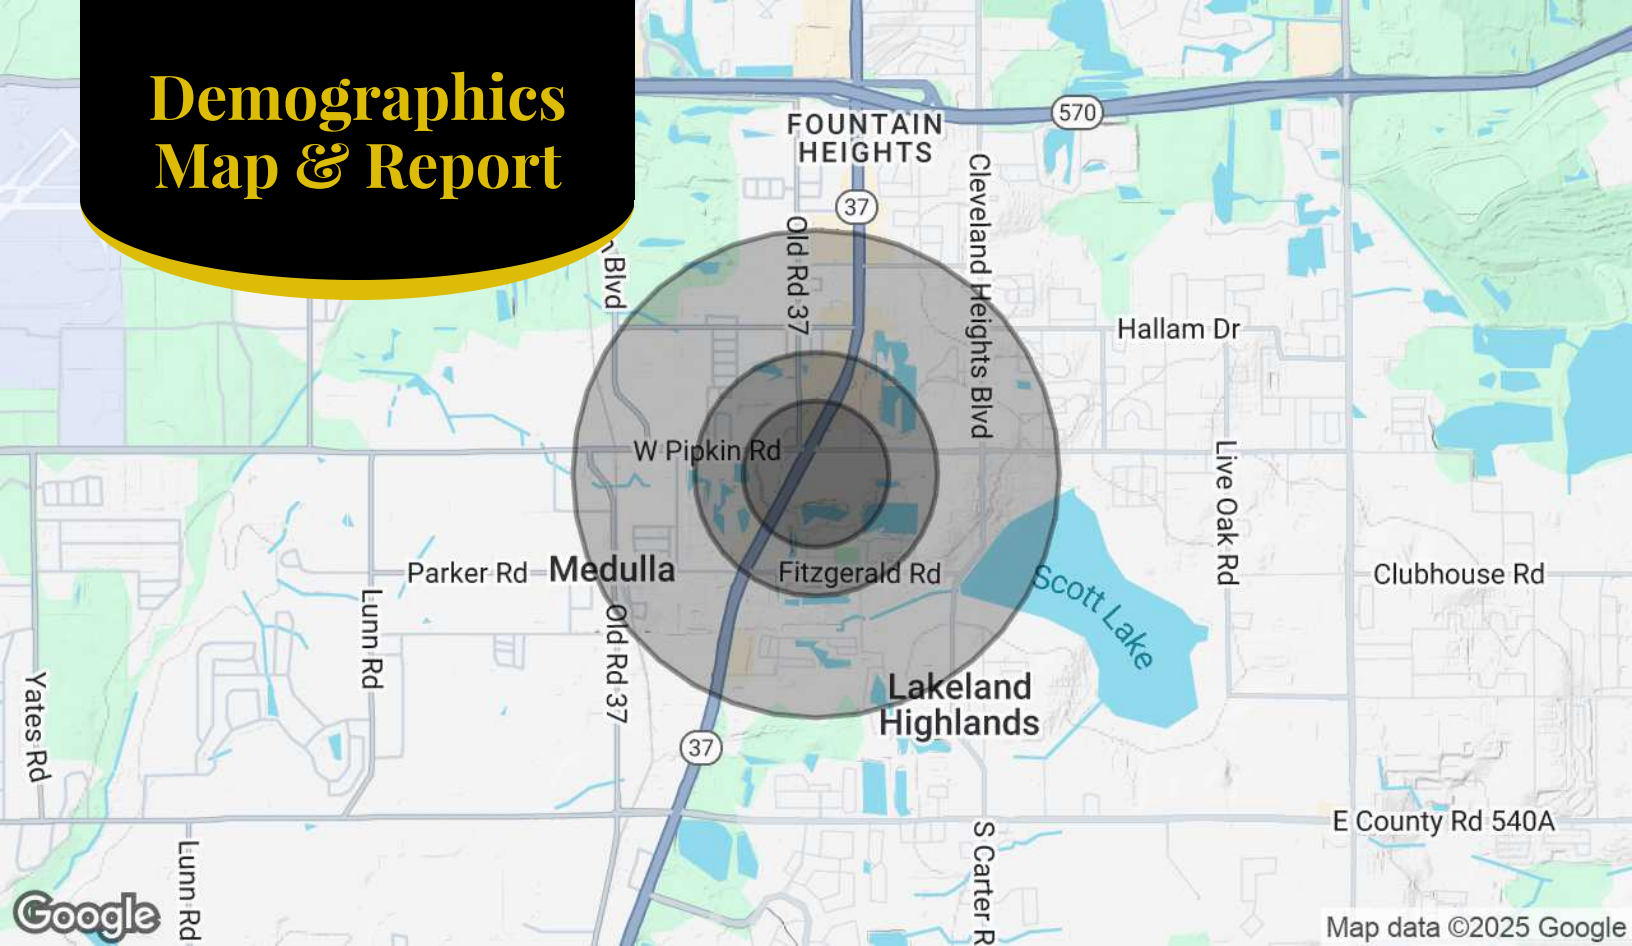 Demographics
Map & Report
570
FOUNTAIN
HEIGHTS
37
Old Rd 37
Cleveland Heights Blvd
Blvd
Hallam Dr
W Pipkin Rd
Live Oak Rd
Parker Rd
Medulla
Fitzgerald Rd
Scott Lake
Clubhouse Rd
Lunn Rd
Old Rd 37
Yates Rd
Lakeland
Highlands
37
E County Rd 540A
Lunn Rd
S Carter R
Google
Map data ©2025 Google